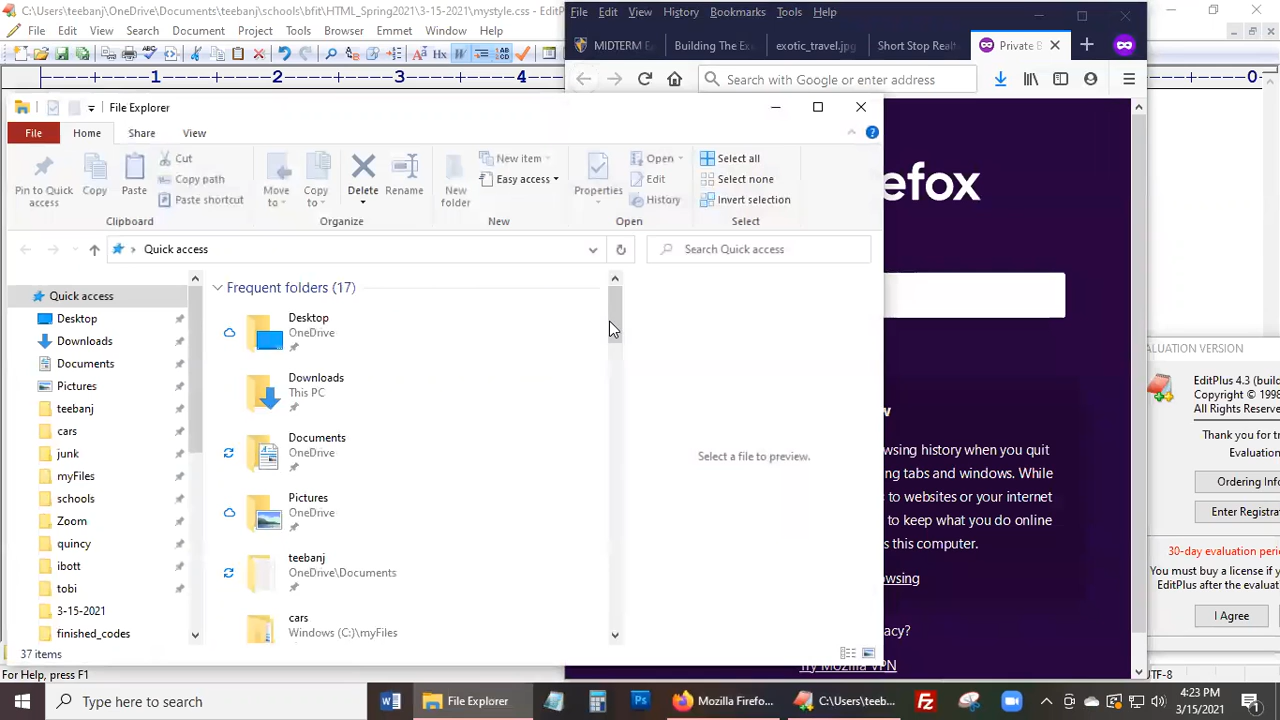 C:\Users\teebanj\OneDrive\Documents\teebanj\schools\bfit\HTML_Spring2021\3-15-2021\mystyle.css - EditP
File Edit View Search Document Project Tools Browser Emmet Window
1 2 3 4
File Edit View History Bookmarks Tools Help
MIDTERM E Building The Ex exotic_travel.jpg Short Stop Realt Private B
Search with Google or enter address
File Explorer
File Home Share View
Pin to Quick access
Copy
Paste
Cut
Copy path
Paste shortcut
Clipboard
Move to
Copy to
Delete
Rename
Organize
New folder
New item
Easy access
New
Properties
Open
Edit
History
Open
Select all
Select none
Invert selection
Select
Quick access
Search Quick access
Quick access
Desktop
Downloads
Documents
Pictures
teebanj
cars
junk
myFiles
schools
Zoom
quincy
ibott
tobi
3-15-2021
finished_codes
Frequent folders (17)
Desktop
OneDrive
Downloads
This PC
Documents
OneDrive
Pictures
OneDrive
teebanj
OneDrive\Documents
cars
Windows (C:)\myFiles
Select a file to preview.
37 items
efox
w
wsing history when you quit
ng tabs and windows. While
s to websites or your internet
to keep what you do online
s this computer.
owsing
acy?
Try Mozilla VPN
0
ALUATION VERSION
EditPlus 4.3 (build
Copyright © 1998
All Rights Reserve
Thank you for t
Evaluation.
Ordering Info
Enter Registra
30-day evaluation peri
You must buy a license if y
EditPlus after the evaluat
I Agree
For Help, press F1
UTF-8
Type here to search
File Explorer
Mozilla Firefo...
C:\Users\teeb...
4:23 PM
3/15/2021